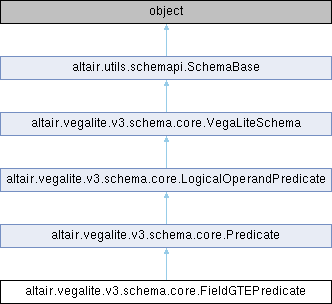 object
altair.utils.schemapi.SchemaBase
altair.vegalite.v3.schema.core.VegaLiteSchema
altair.vegalite.v3.schema.core.LogicalOperandPredicate
altair.vegalite.v3.schema.core.Predicate
altair.vegalite.v3.schema.core.FieldGTEPredicate